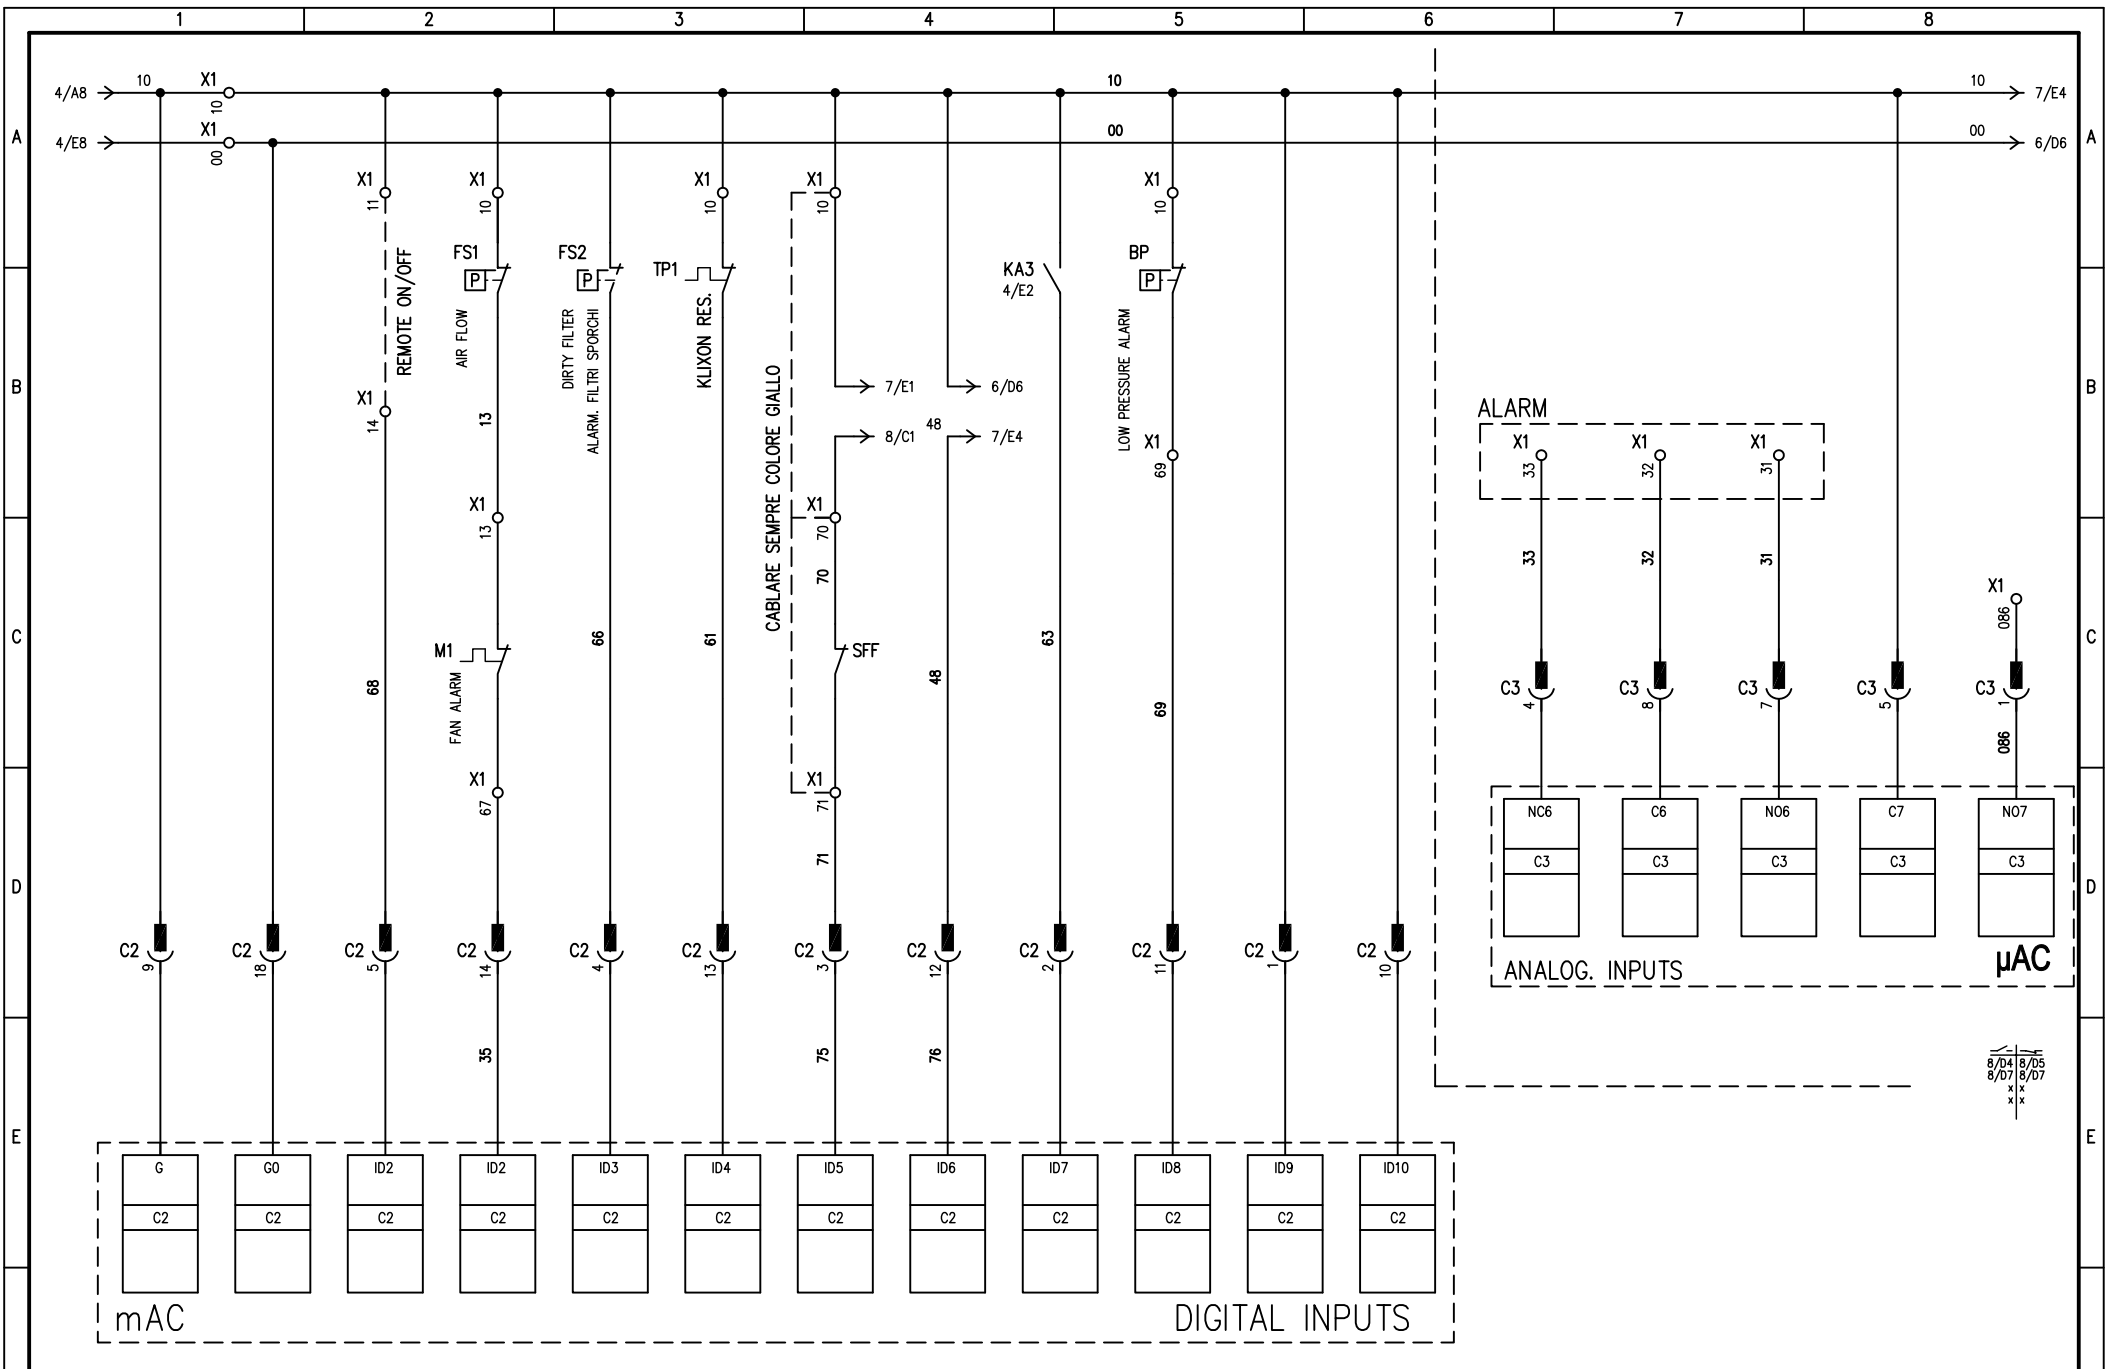 1 2 3 4 5 6 7 8
4/A8 10 X1 10 10 10 7/E4
A A
4/E8 X1 00 00 00 6/D6
X1 11 X1 10 X1 10 X1 10 X1 10
FS1 FS2 TP1 KA3 BP
P P 4/E2 P
REMOTE ON/OFF
AIR FLOW
DIRTY FILTER
ALARM. FILTRI SPORCHI
KLIXON RES.
CABLARE SEMPRE COLORE GIALLO
LOW PRESSURE ALARM
B 7/E1 6/D6 B
X1 14 13
8/C1 48 7/E4
X1 69
ALARM
X1 33 X1 32 X1 31
X1 13 X1 70
70 33 32 31
X1 086
C C
66 61 63
M1 SFF
FAN ALARM
68 48 69
C3 4 C3 8 C3 7 C3 5 C3 1
086
X1 67 X1 71
71
NC6 C6 NO6 C7 NO7
C3 C3 C3 C3 C3
D D
C2 9 C2 18 C2 5 C2 14 C2 4 C2 13 C2 3 C2 12 C2 2 C2 11 C2 1 C2 10
ANALOG. INPUTS µAC
35 75 76
8/D4 8/D5
8/D7 8/D7
x x
x x
E E
G G0 ID2 ID2 ID3 ID4 ID5 ID6 ID7 ID8 ID9 ID10
C2 C2 C2 C2 C2 C2 C2 C2 C2 C2 C2 C2
mAC DIGITAL INPUTS